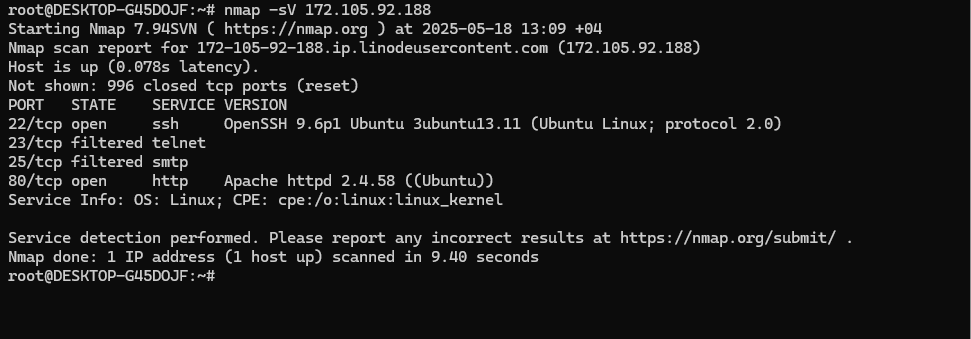 root@DESKTOP-G45DOJF:~# nmap -sV 172.105.92.188
Starting Nmap 7.94SVN ( https://nmap.org ) at 2025-05-18 13:09 +04
Nmap scan report for 172-105-92-188.ip.linodeusercontent.com (172.105.92.188)
Host is up (0.078s latency).
Not shown: 996 closed tcp ports (reset)
PORT   STATE    SERVICE VERSION
22/tcp open     ssh     OpenSSH 9.6p1 Ubuntu 3ubuntu13.11 (Ubuntu Linux; protocol 2.0)
23/tcp filtered telnet
25/tcp filtered smtp
80/tcp open     http    Apache httpd 2.4.58 ((Ubuntu))
Service Info: OS: Linux; CPE: cpe:/o:linux:linux_kernel
Service detection performed. Please report any incorrect results at https://nmap.org/submit/ .
Nmap done: 1 IP address (1 host up) scanned in 9.40 seconds
root@DESKTOP-G45DOJF:~#